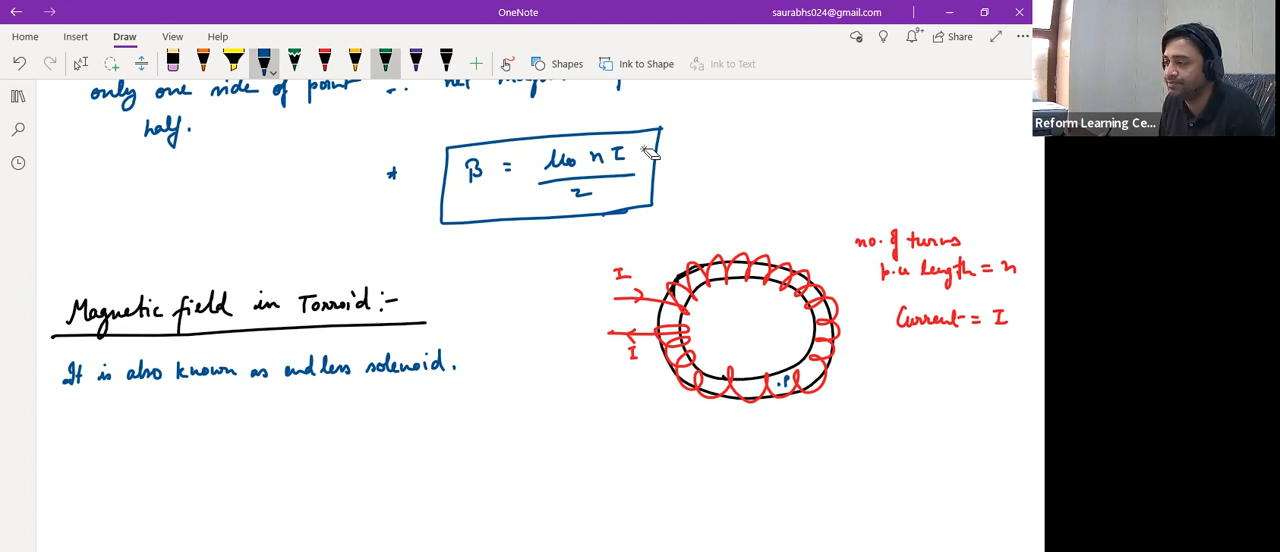 OneNote
saurabhs024@gmail.com
Home Insert Draw View Help
9+
Share
Shapes
Ink to Shape
Ink to Text
Reform Learning Ce...
only one side of point
half.
* B = μ₀ n I / 2
no. of turns
p.u length = n
Current = I
I
I
.P
Magnetic field in Torroid :-
It is also known as endless solenoid.